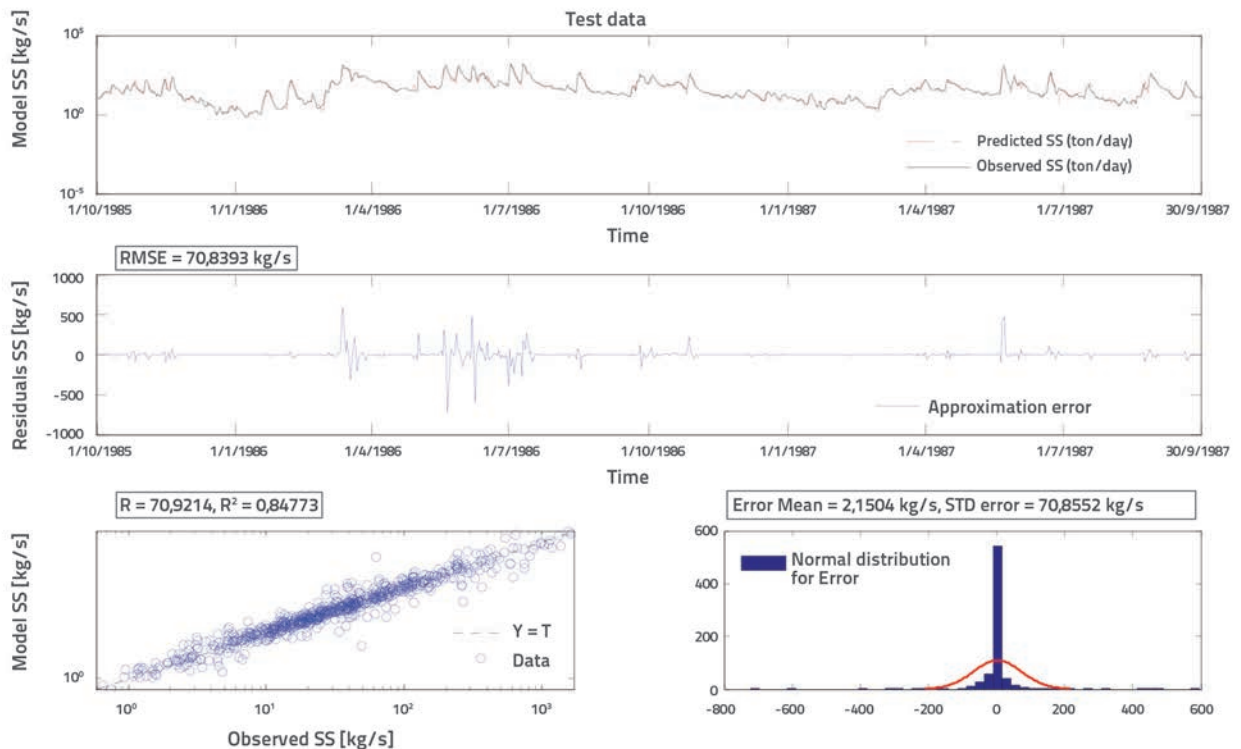 Test data
Model SS [kg/s]
10⁵
10⁰
10⁻⁵
Predicted SS (ton/day)
Observed SS (ton/day)
1/10/1985 1/1/1986 1/4/1986 1/7/1986 1/10/1986 1/1/1987 1/4/1987 1/7/1987 30/9/1987
Time
RMSE = 70,8393 kg/s
Residuals SS [kg/s]
1000
500
0
-500
-1000
Approximation error
1/10/1985 1/1/1986 1/4/1986 1/7/1986 1/10/1986 1/1/1987 1/4/1987 1/7/1987 30/9/1987
Time
R = 70,9214, R² = 0,84773
Model SS [kg/s]
10⁰
Y = T
Data
10⁰ 10¹ 10² 10³
Observed SS [kg/s]
Error Mean = 2,1504 kg/s, STD error = 70,8552 kg/s
600
400
200
0
Normal distribution
for Error
-800 -600 -400 -200 0 200 400 600